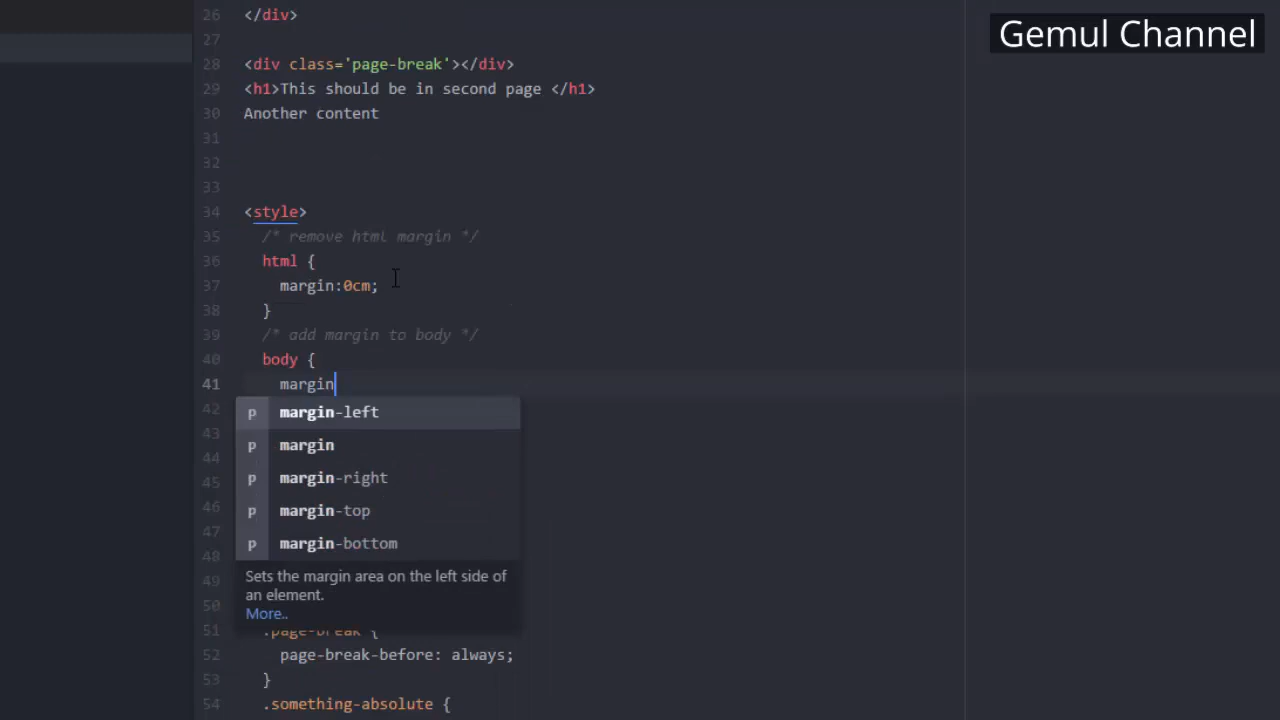 Gemul Channel
26 </div>
27
28 <div class='page-break'></div>
29 <h1>This should be in second page </h1>
30 Another content
31
32
33
34 <style>
35 /* remove html margin */
36 html {
37 margin:0cm;
38 }
39 /* add margin to body */
40 body {
41 margin
42
p margin-left
43
p margin
44
45
p margin-right
46
p margin-top
47
p margin-bottom
48
49 Sets the margin area on the left side of
50 an element.
More..
51 .page-break {
52 page-break-before: always;
53 }
54 .something-absolute {